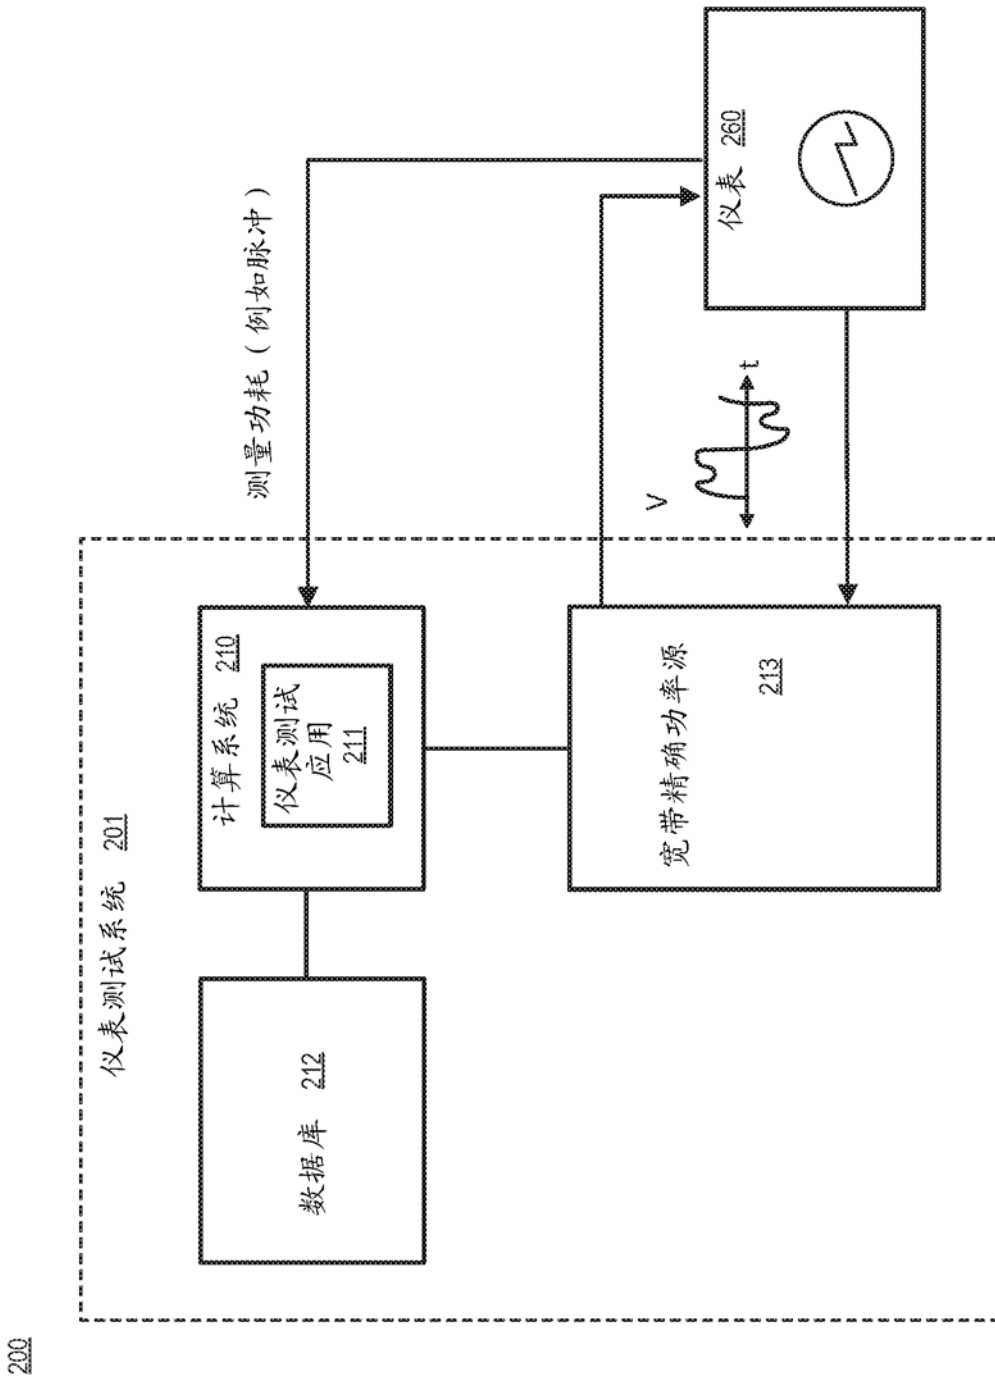 200
仪表测试系统 201
数据库 212
计算系统 210
仪表测试
应用
211
宽带精确功率源
213
测量功耗（例如脉冲）
V
t
仪表 260